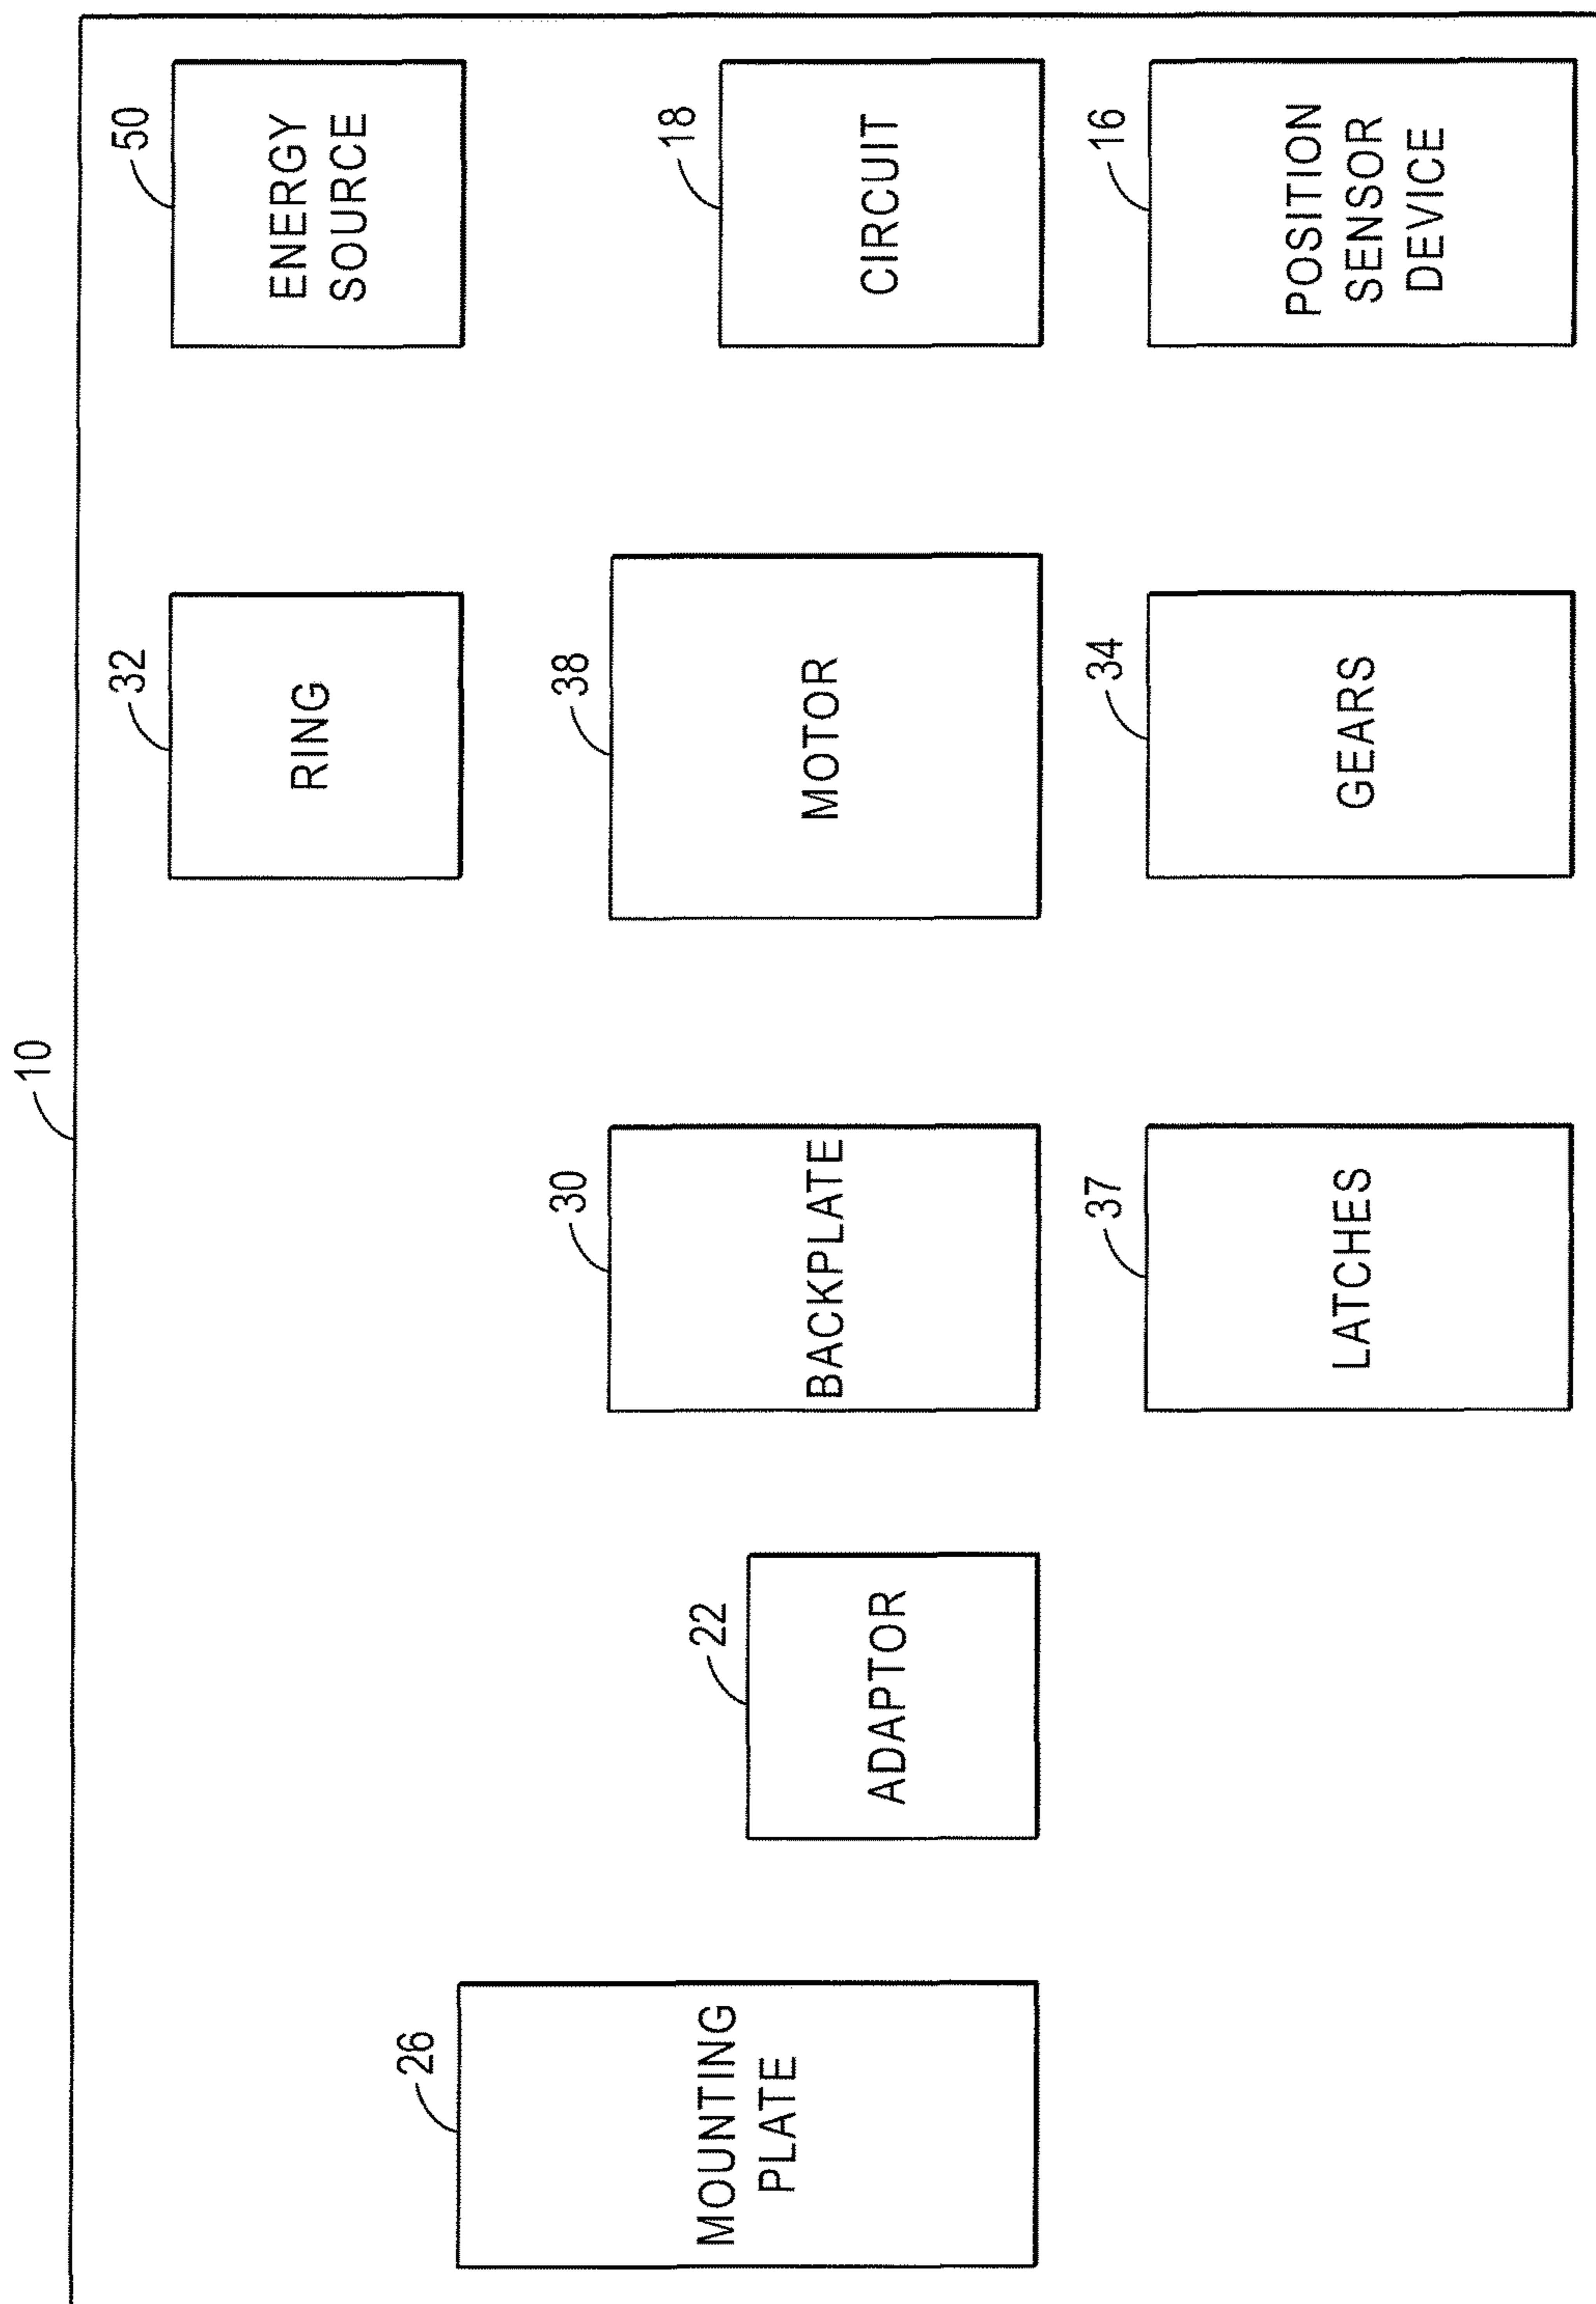 10
26
MOUNTING
PLATE
22
ADAPTOR
30
BACKPLATE
37
LATCHES
32
RING
38
MOTOR
34
GEARS
50
ENERGY
SOURCE
18
CIRCUIT
16
POSITION
SENSOR
DEVICE